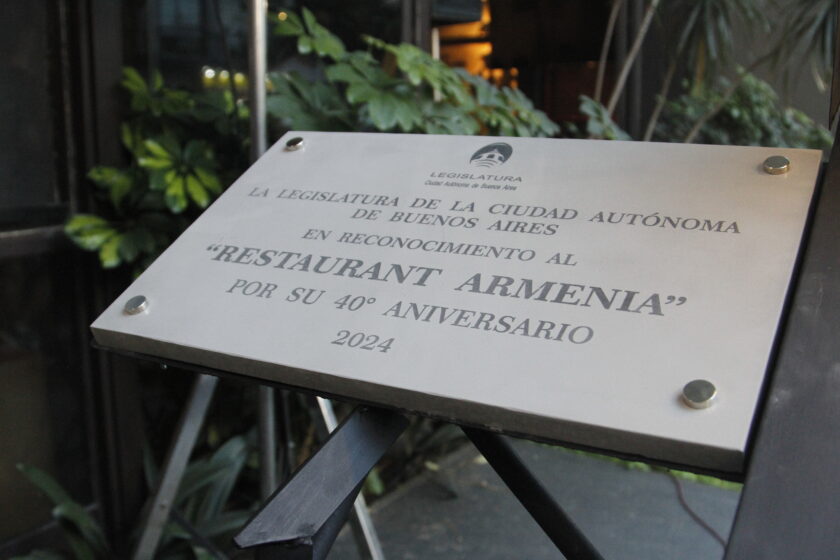 LEGISLATURA
Ciudad Autónoma de Buenos Aires
LA LEGISLATURA DE LA CIUDAD AUTÓNOMA
DE BUENOS AIRES
EN RECONOCIMIENTO AL
“RESTAURANT ARMENIA”
POR SU 40° ANIVERSARIO
2024